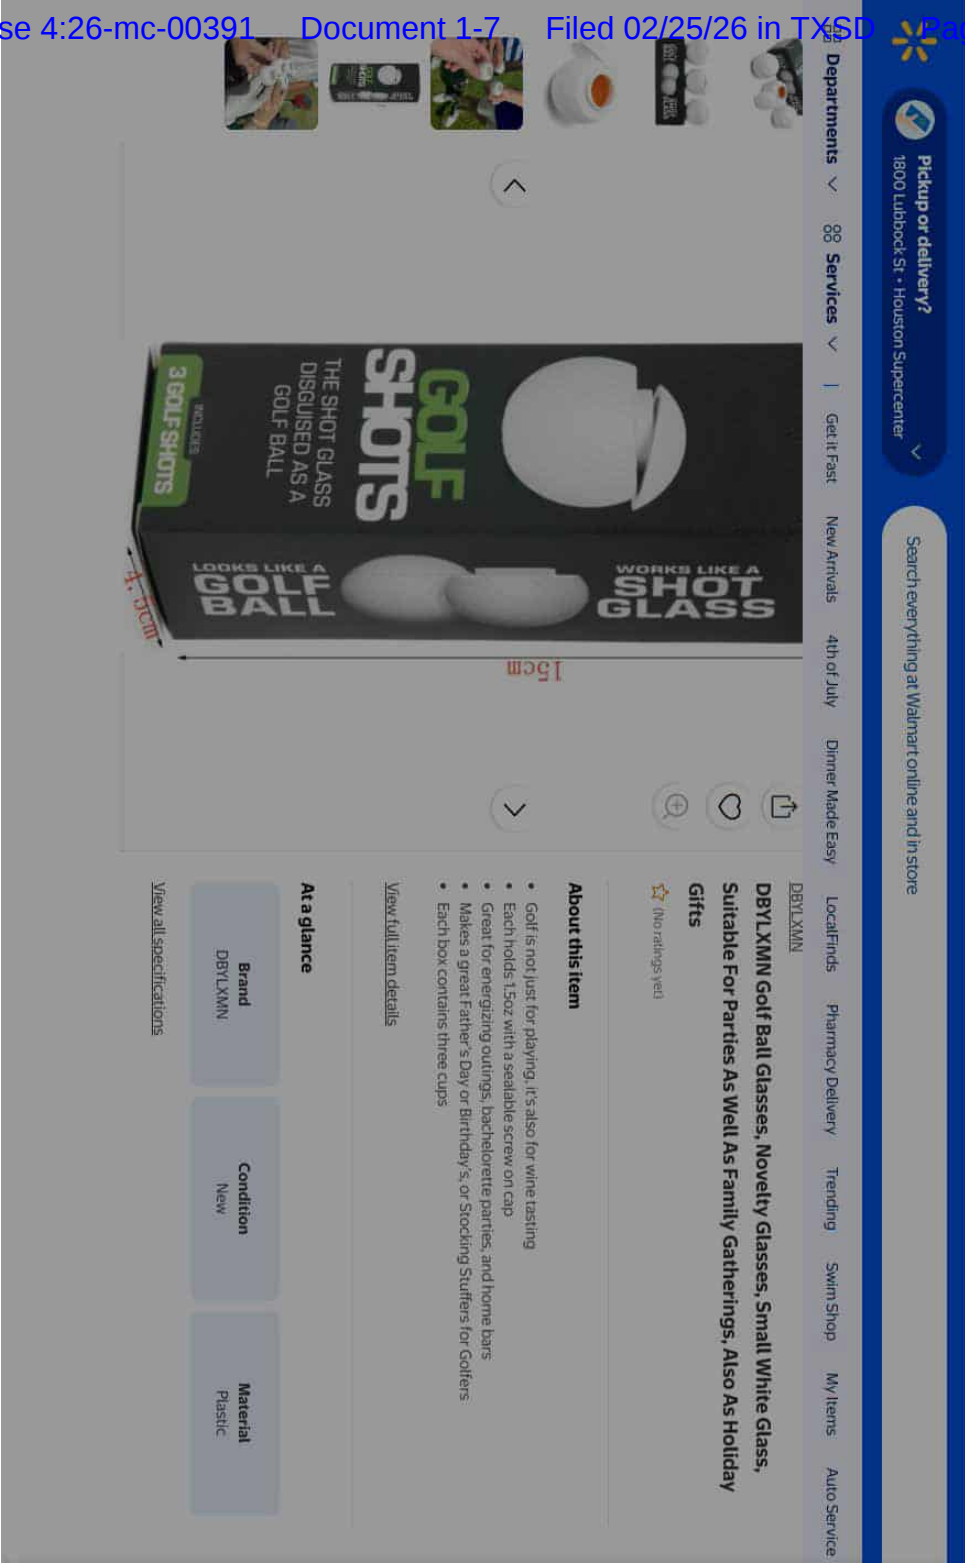 se 4:26-mc-00391 Document 1-7 Filed 02/25/26 in TXSD Pag
Pickup or delivery?
1800 Lubbock St • Houston Supercenter
Search everything at Walmart online and in store
Departments
Services
Get it Fast
New Arrivals
4th of July
Dinner Made Easy
LocalFinds
Pharmacy Delivery
Trending
Swim Shop
My Items
Auto Service
GOLF
SHOTS
THE SHOT GLASS
DISGUISED AS A
GOLF BALL
INCLUDES
3 GOLF SHOTS
WORKS LIKE A
SHOT
GLASS
LOOKS LIKE A
GOLF
BALL
15cm
4.5cm
DBYLXMN
DBYLXMN Golf Ball Glasses, Novelty Glasses, Small White Glass,
Suitable For Parties As Well As Family Gatherings, Also As Holiday
Gifts
(No ratings yet)
About this item
• Golf is not just for playing, it's also for wine tasting
• Each holds 1.5oz with a sealable screw on cap
• Great for energizing outings, bachelorette parties, and home bars
• Makes a great Father's Day or Birthday's, or Stocking Stuffers for Golfers
• Each box contains three cups
View full item details
At a glance
Brand
DBYLXMN
Condition
New
Material
Plastic
View all specifications